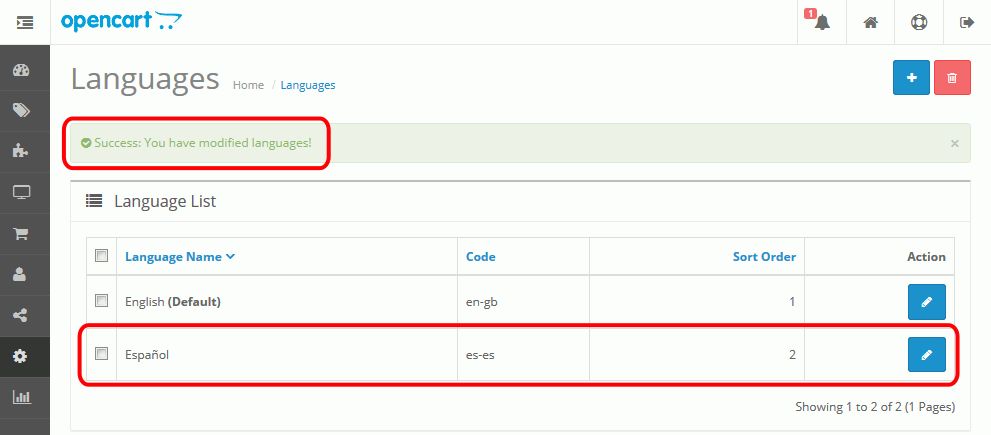 opencart
1
Languages Home / Languages
Success: You have modified languages! ×
Language List
Language Name Code Sort Order Action
English (Default) en-gb 1
Español es-es 2
Showing 1 to 2 of 2 (1 Pages)